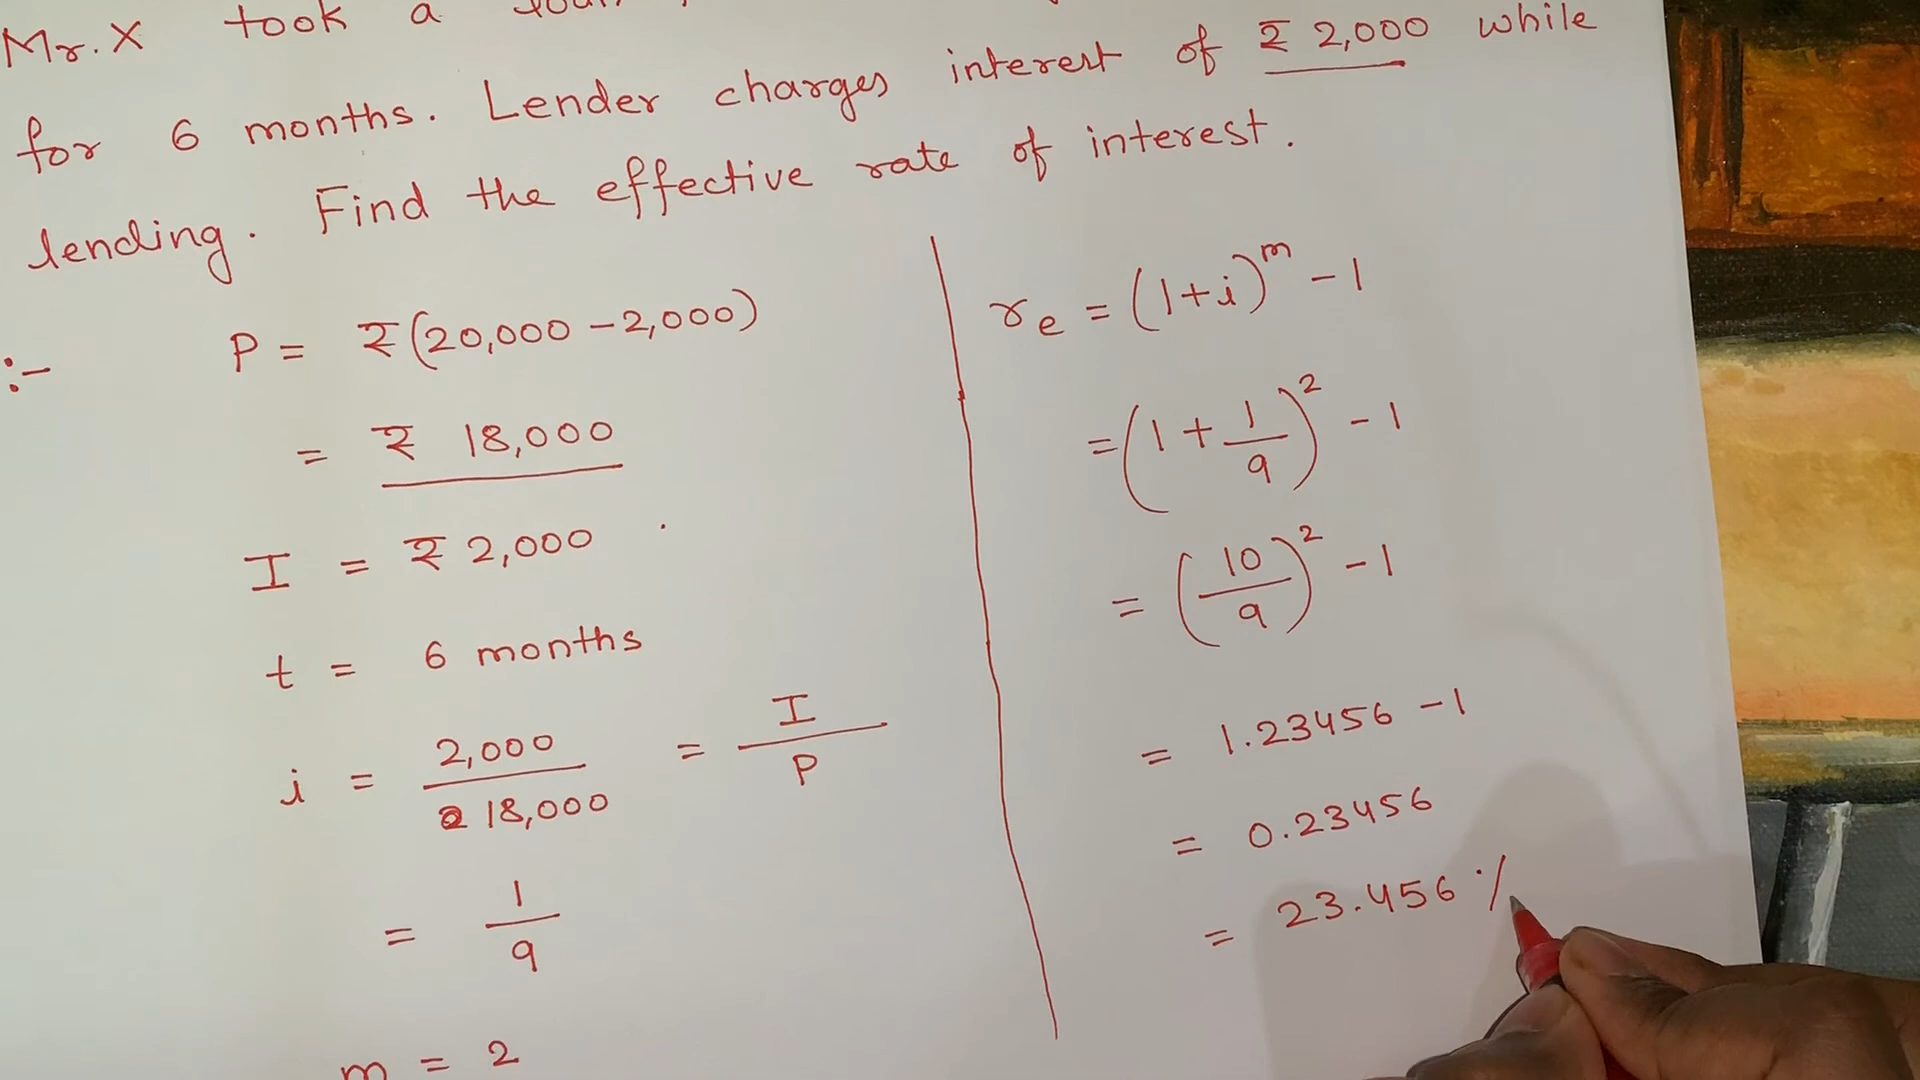 Mr. X took a
for 6 months. Lender charges interest of ₹ 2,000 while
lending. Find the effective rate of interest.
:-
P = ₹ (20,000 - 2,000)
= ₹ 18,000
I = ₹ 2,000
t = 6 months
i = 2,000 / 18,000 = I / P
= 1 / 9
m = 2
re = (1+i)^m - 1
= (1 + 1/9)^2 - 1
= (10/9)^2 - 1
= 1.23456 - 1
= 0.23456
= 23.456 %